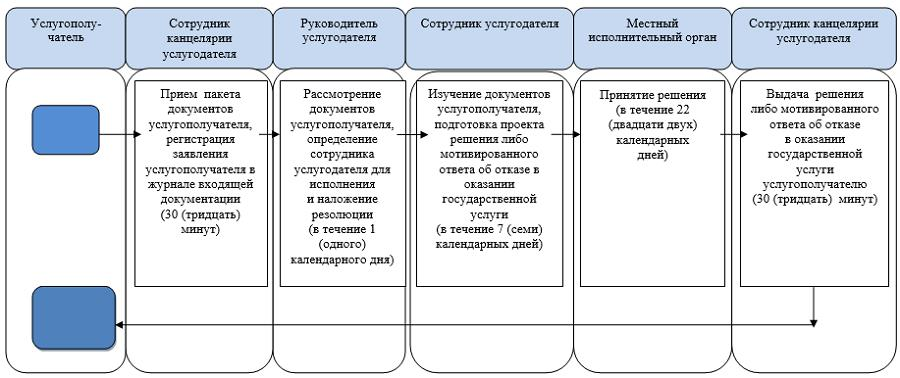 Услугополу-
чатель
Сотрудник
канцелярии
услугодателя
Руководитель
услугодателя
Сотрудник услугодателя
Местный
исполнительный орган
Сотрудник канцелярии
услугодателя
Прием пакета
документов
услугополучателя,
регистрация
заявления
услугополучателя в
журнале входящей
документации
(30 (тридцать)
минут)
Рассмотрение
документов
услугополучателя,
определение
сотрудника
услугодателя для
исполнения
и наложение
резолюции
(в течение 1
(одного)
календарного дня)
Изучение документов
услугополучателя,
подготовка проекта
решения либо
мотивированного
ответа об отказе в
оказании
государственной
услуги
(в течение 7 (семи)
календарных дней)
Принятие решения
(в течение 22
(двадцати двух)
календарных
дней)
Выдача решения
либо мотивированного
ответа об отказе
в оказании
государственной
услуги
услугополучателю
(30 (тридцать) минут)